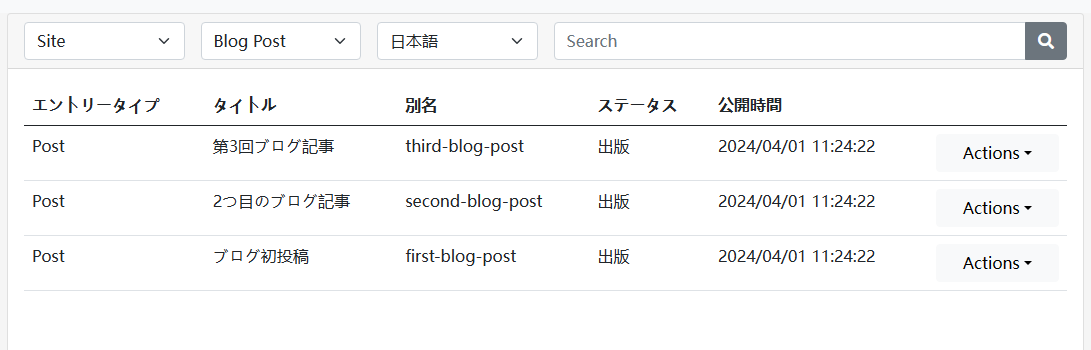 Site Blog Post 日本語 Search
エントリータイプ タイトル 別名 ステータス 公開時間
Post 第3回ブログ記事 third-blog-post 出版 2024/04/01 11:24:22 Actions
Post 2つ目のブログ記事 second-blog-post 出版 2024/04/01 11:24:22 Actions
Post ブログ初投稿 first-blog-post 出版 2024/04/01 11:24:22 Actions